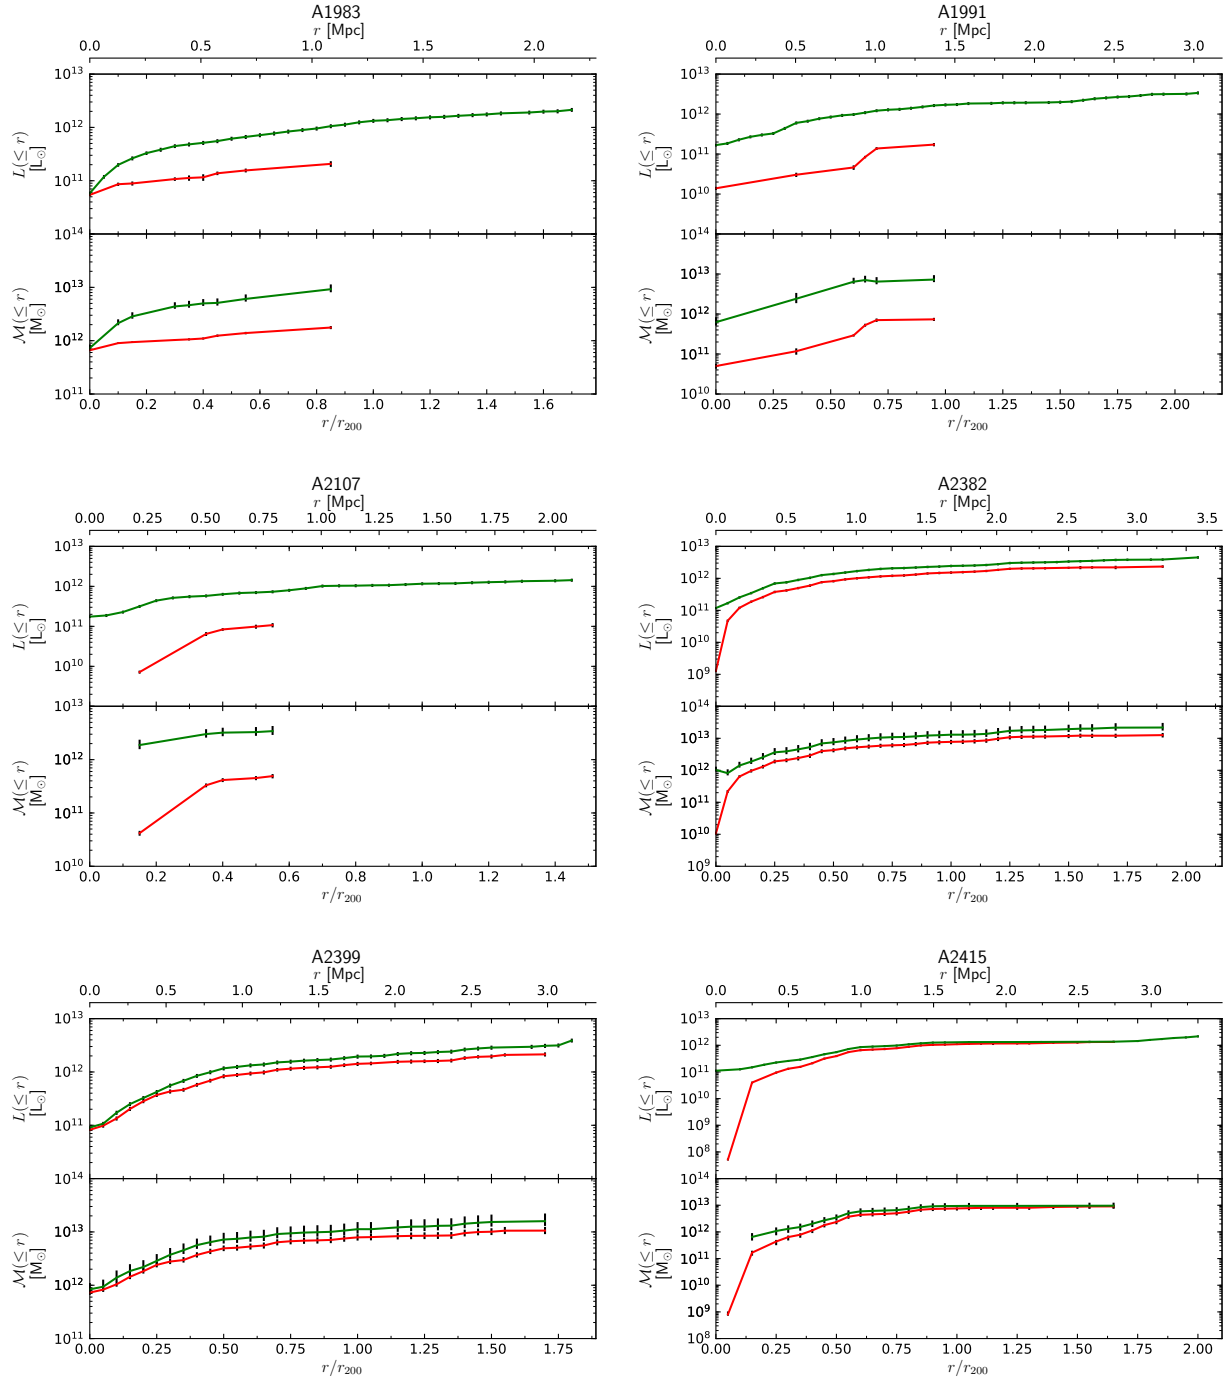 A1983
r [Mpc]
0.0 0.5 1.0 1.5 2.0
10^13
10^12
10^11
10^14
L(≤ r)
[L⊙]
10^13
10^12
10^11
M(≤ r)
[M⊙]
0.0 0.2 0.4 0.6 0.8 1.0 1.2 1.4 1.6
r/r200
A1991
r [Mpc]
0.0 0.5 1.0 1.5 2.0 2.5 3.0
10^13
10^12
10^11
10^10
10^14
L(≤ r)
[L⊙]
10^13
10^12
10^11
10^10
M(≤ r)
[M⊙]
0.00 0.25 0.50 0.75 1.00 1.25 1.50 1.75 2.00
r/r200
A2107
r [Mpc]
0.00 0.25 0.50 0.75 1.00 1.25 1.50 1.75 2.00
10^13
10^12
10^11
10^10
10^13
L(≤ r)
[L⊙]
10^12
10^11
10^10
M(≤ r)
[M⊙]
0.0 0.2 0.4 0.6 0.8 1.0 1.2 1.4
r/r200
A2382
r [Mpc]
0.0 0.5 1.0 1.5 2.0 2.5 3.0 3.5
10^13
10^12
10^11
10^10
10^9
10^14
L(≤ r)
[L⊙]
10^13
10^12
10^11
10^10
10^9
M(≤ r)
[M⊙]
0.00 0.25 0.50 0.75 1.00 1.25 1.50 1.75 2.00
r/r200
A2399
r [Mpc]
0.0 0.5 1.0 1.5 2.0 2.5 3.0
10^13
10^12
10^11
10^14
L(≤ r)
[L⊙]
10^13
10^12
10^11
M(≤ r)
[M⊙]
0.00 0.25 0.50 0.75 1.00 1.25 1.50 1.75
r/r200
A2415
r [Mpc]
0.0 0.5 1.0 1.5 2.0 2.5 3.0
10^13
10^12
10^11
10^10
10^9
10^8
10^14
L(≤ r)
[L⊙]
10^13
10^12
10^11
10^10
10^9
10^8
M(≤ r)
[M⊙]
0.00 0.25 0.50 0.75 1.00 1.25 1.50 1.75 2.00
r/r200